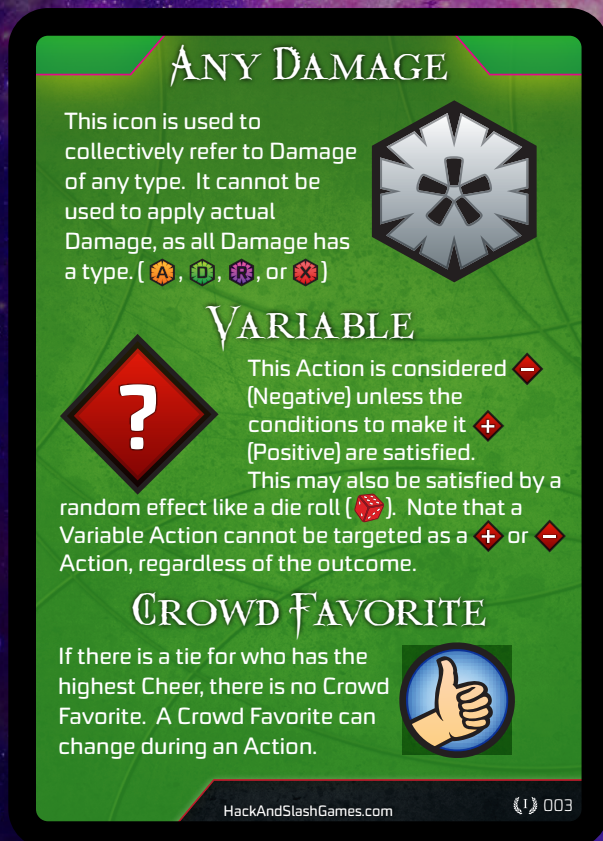 ANY DAMAGE
This icon is used to
collectively refer to Damage
of any type. It cannot be
used to apply actual
Damage, as all Damage has
a type. ( A , D , R , or X )
VARIABLE
?
This Action is considered −
(Negative) unless the
conditions to make it +
(Positive) are satisfied.
This may also be satisfied by a
random effect like a die roll ( ). Note that a
Variable Action cannot be targeted as a + or −
Action, regardless of the outcome.
CROWD FAVORITE
If there is a tie for who has the
highest Cheer, there is no Crowd
Favorite. A Crowd Favorite can
change during an Action.
HackAndSlashGames.com
I 003